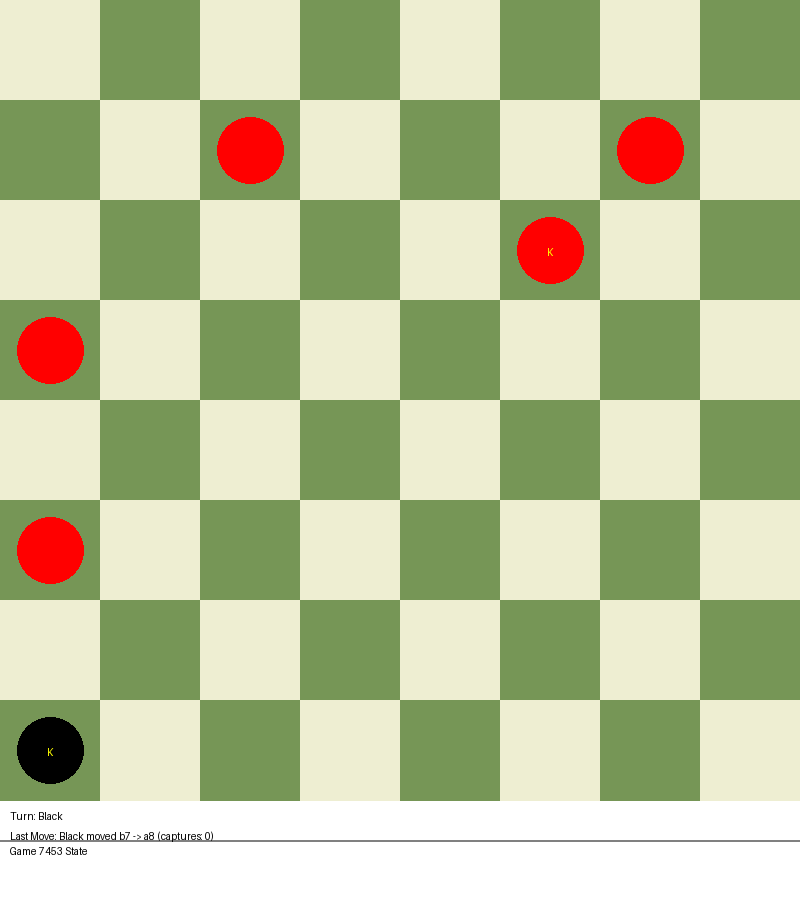 K
K
Turn: Black
Last Move: Black moved b7 -> a8 (captures: 0)
Game 7453 State